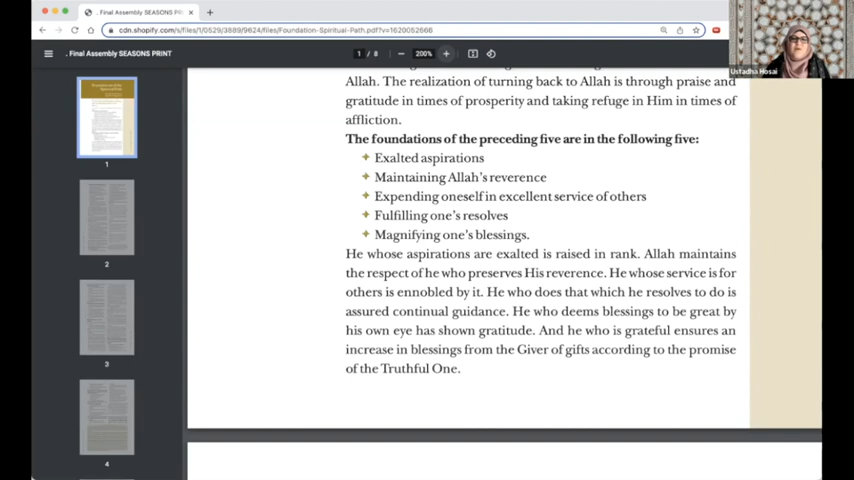 . Final Assembly SEASONS PRINT
cdn.shopify.com/s/files/1/0529/3889/9624/files/Foundation-Spiritual-Path.pdf?v=1620052666
. Final Assembly SEASONS PRINT
1 / 8
200%
Ustadha Hosai
1
2
3
4
Allah. The realization of turning back to Allah is through praise and
gratitude in times of prosperity and taking refuge in Him in times of
affliction.
The foundations of the preceding five are in the following five:
Exalted aspirations
Maintaining Allah's reverence
Expending oneself in excellent service of others
Fulfilling one's resolves
Magnifying one's blessings.
He whose aspirations are exalted is raised in rank. Allah maintains
the respect of he who preserves His reverence. He whose service is for
others is ennobled by it. He who does that which he resolves to do is
assured continual guidance. He who deems blessings to be great by
his own eye has shown gratitude. And he who is grateful ensures an
increase in blessings from the Giver of gifts according to the promise
of the Truthful One.